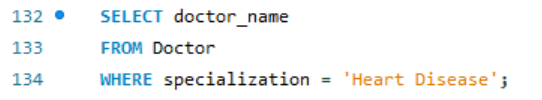 132 SELECT doctor_name
133 FROM Doctor
134 WHERE specialization = 'Heart Disease';